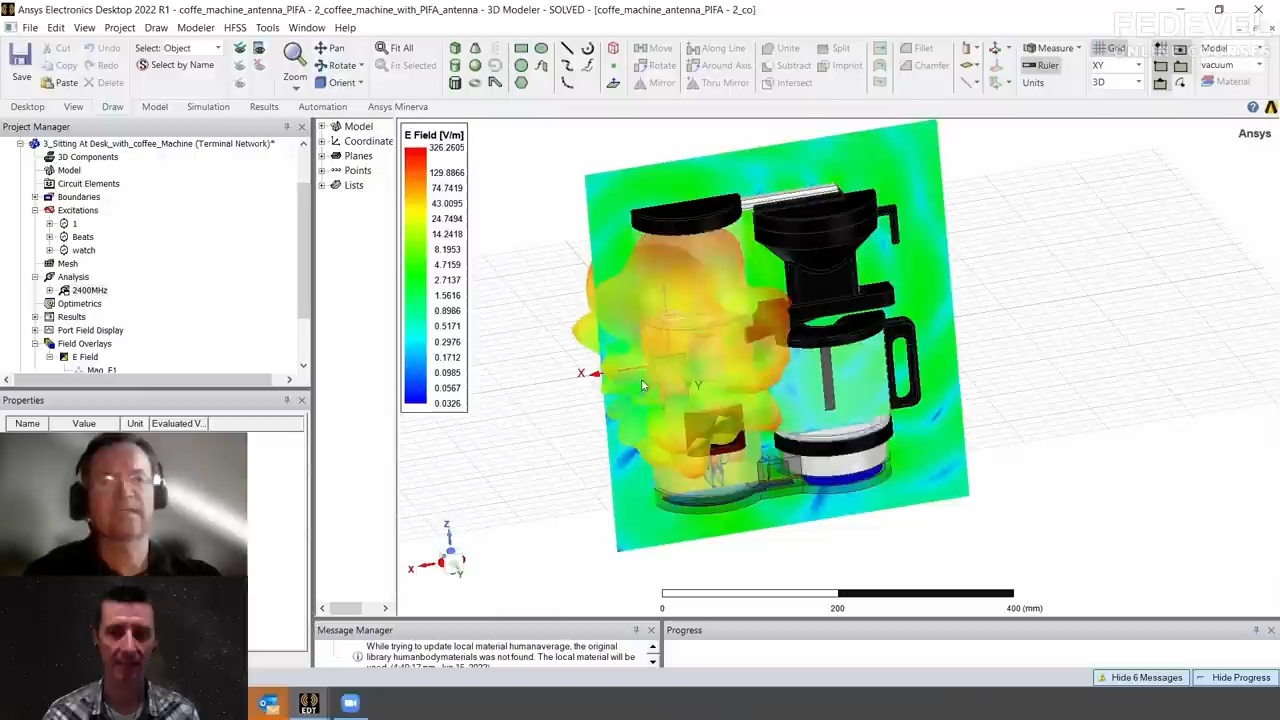 Ansys Electronics Desktop 2022 R1 - coffe_machine_antenna_PIFA - 2_coffee_machine_with_PIFA_antenna - 3D Modeler - SOLVED - [coffe_machine_antenna_PIFA - 2_co]
FEDEVEL
ONLINE COURSES
File Edit View Project Draw Modeler HFSS Tools Window Help
Save
Cut
Copy
Paste
Undo
Redo
Delete
Select: Object
Select by Name
Zoom
Pan
Rotate
Orient
Fit All
Fit Selected
Move
Rotate
Mirror
Along Line
Around Axis
Thru Mirror
Unite
Subtract
Intersect
Split
Imprint
Fillet
Chamfer
Measure
Ruler
Units
Grid
XY
3D
Model
vacuum
Material
Desktop View Draw Model Simulation Results Automation Ansys Minerva
Project Manager
3_Sitting At Desk_with_coffee_Machine (Terminal Network)*
3D Components
Model
Circuit Elements
Boundaries
Excitations
1
Beats
watch
Mesh
Analysis
2400MHz
Optimetrics
Results
Port Field Display
Field Overlays
E Field
Mag_E1
Properties
Name Value Unit Evaluated V...
Model
Coordinate
Planes
Points
Lists
E Field [V/m]
326.2605
129.8866
74.7419
43.0095
24.7494
14.2418
8.1953
4.7159
2.7137
1.5616
0.8986
0.5171
0.2976
0.1712
0.0985
0.0567
0.0326
Ansys
X
Y
Z
X
Y
0 200 400 (mm)
Message Manager
While trying to update local material humanaverage, the original
library humanbodymaterials was not found. The local material will be
Progress
Hide 6 Messages
Hide Progress
EDT